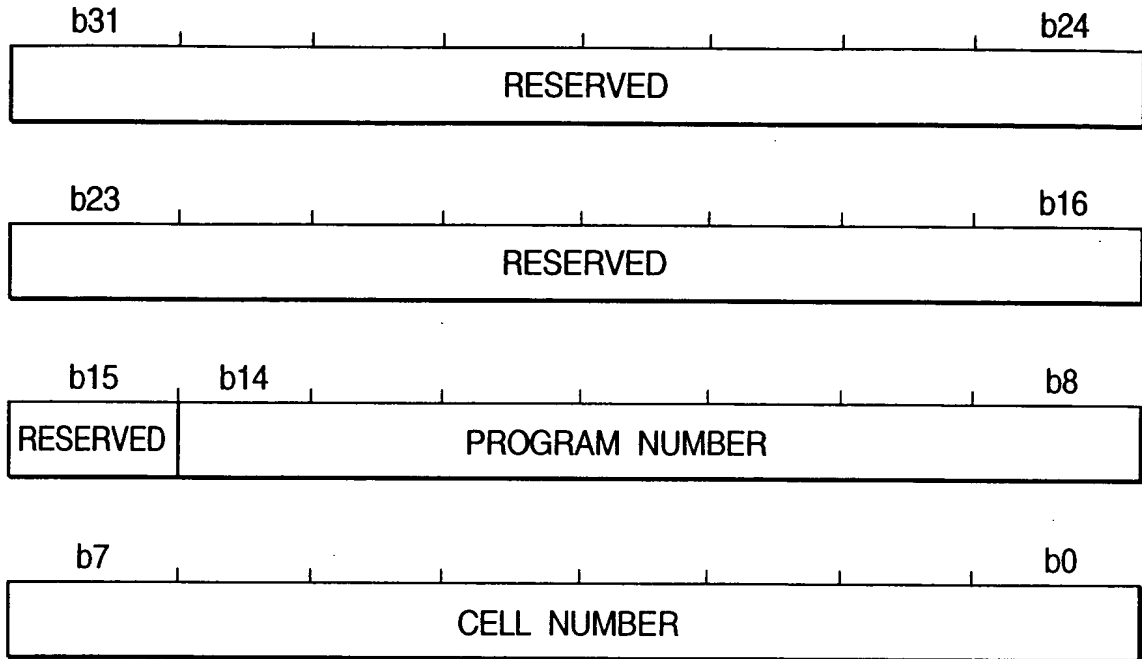 b31 b24
RESERVED
b23 b16
RESERVED
b15 b14 b8
RESERVED PROGRAM NUMBER
b7 b0
CELL NUMBER